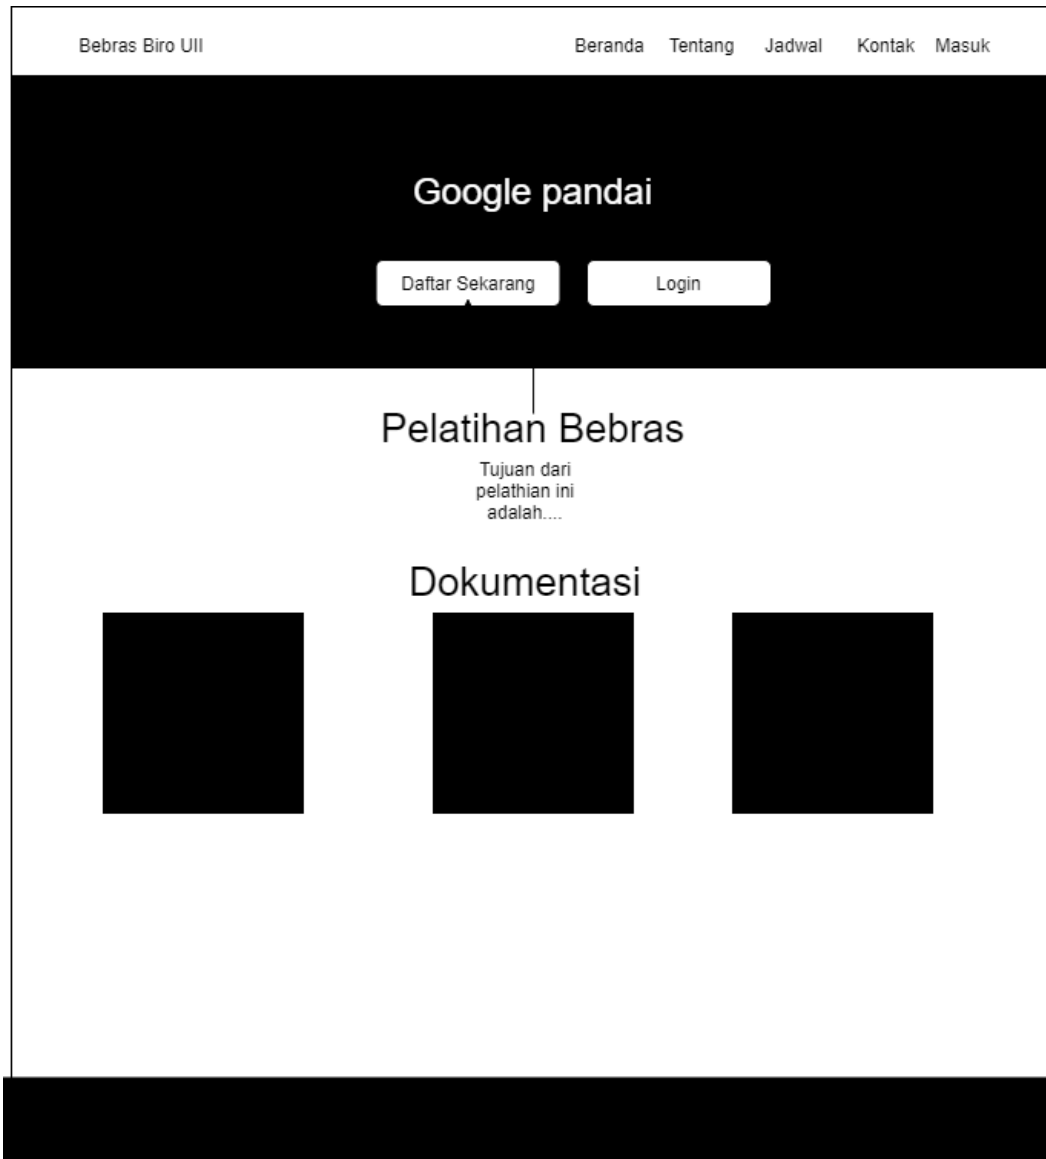 Bebras Biro UII
Beranda Tentang Jadwal Kontak Masuk
Google pandai
Daftar Sekarang
Login
Pelatihan Bebras
Tujuan dari
pelathian ini
adalah....
Dokumentasi